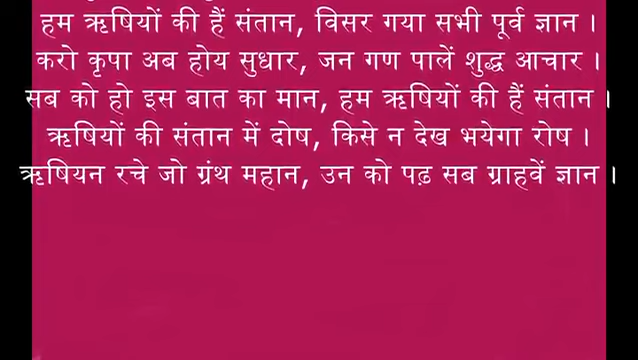 हम ऋषियों की हैं संतान, विसर गया सभी पूर्व ज्ञान ।
करो कृपा अब होय सुधार, जन गण पालें शुद्ध आचार ।
सब को हो इस बात का मान, हम ऋषियों की हैं संतान ।
ऋषियों की संतान में दोष, किसे न देख भयेगा रोष ।
ऋषियन रचे जो ग्रंथ महान, उन को पढ़ सब ग्राहवें ज्ञान ।